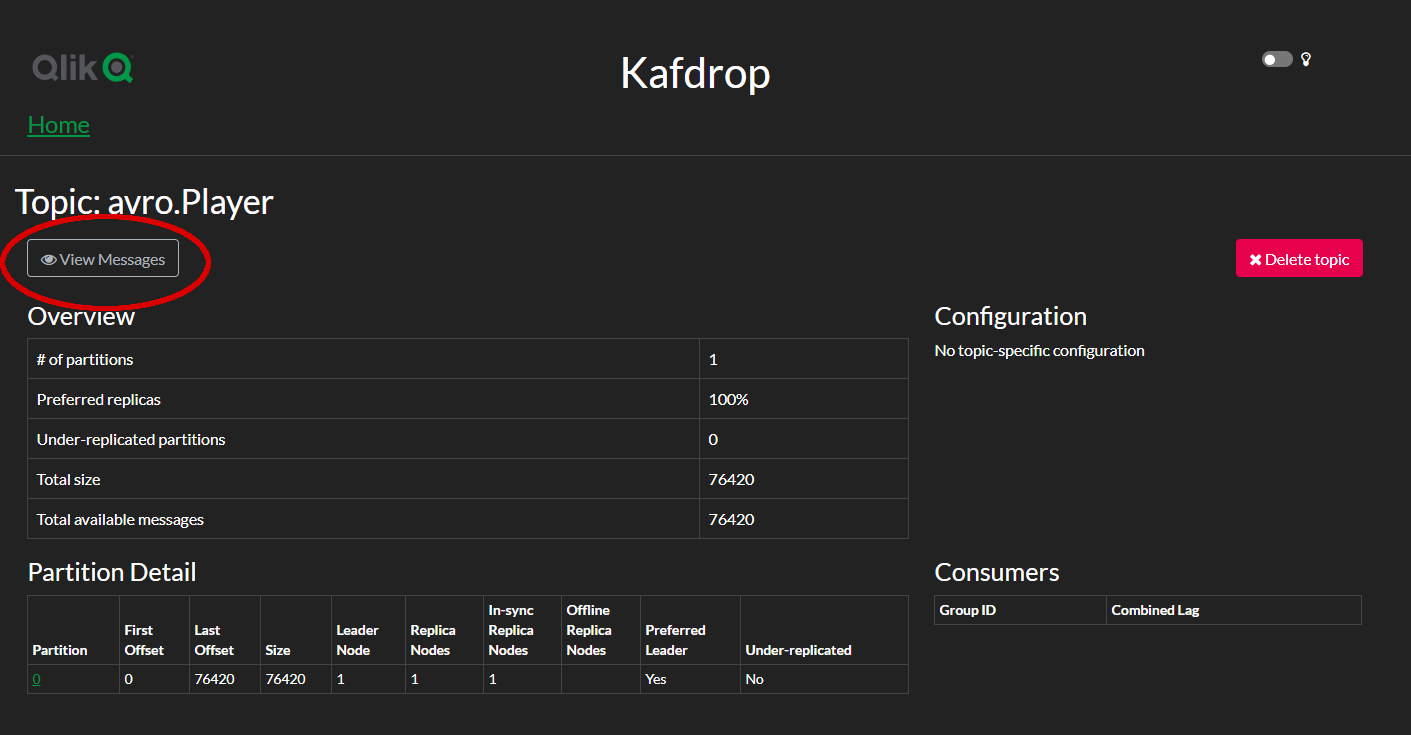 Qlik
Kafdrop
Home
Topic: avro.Player
View Messages
Delete topic
Overview
# of partitions 1
Preferred replicas 100%
Under-replicated partitions 0
Total size 76420
Total available messages 76420
Configuration
No topic-specific configuration
Partition Detail
Partition First Offset Last Offset Size Leader Node Replica Nodes In-sync Replica Nodes Offline Replica Nodes Preferred Leader Under-replicated
0 0 76420 76420 1 1 1 Yes No
Consumers
Group ID Combined Lag